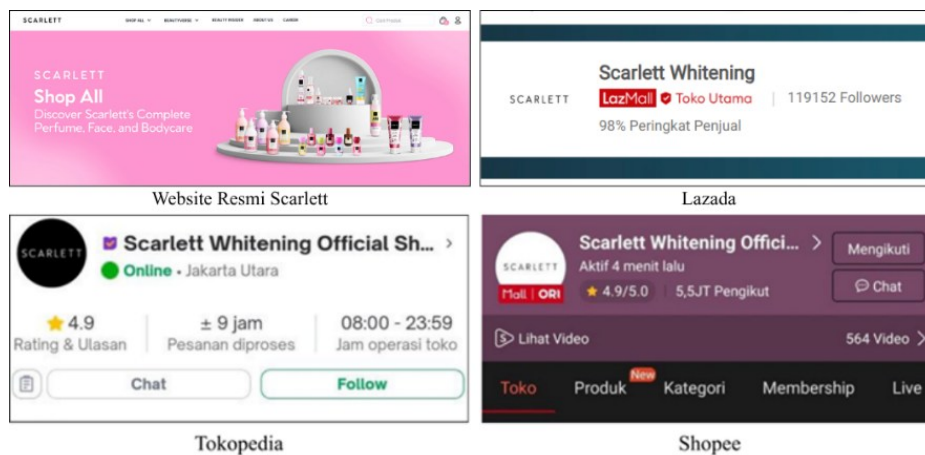 SCARLETT SHOP ALL BEAUTYVERSE BEAUTY INSIDER ABOUT US CAREER Cari Produk
SCARLETT
Shop All
Discover Scarlett's Complete
Perfume, Face, and Bodycare
Website Resmi Scarlett
SCARLETT
Scarlett Whitening
LazMall Toko Utama 119152 Followers
98% Peringkat Penjual
Lazada
SCARLETT
Scarlett Whitening Official Sh...
Online • Jakarta Utara
4.9
Rating & Ulasan
± 9 jam
Pesanan diproses
08:00 - 23:59
Jam operasi toko
Chat
Follow
Tokopedia
SCARLETT
Mall | ORI
Scarlett Whitening Offici...
Aktif 4 menit lalu
4.9/5.0 5,5JT Pengikut
Mengikuti
Chat
Lihat Video
564 Video
New
Toko Produk Kategori Membership Live
Shopee